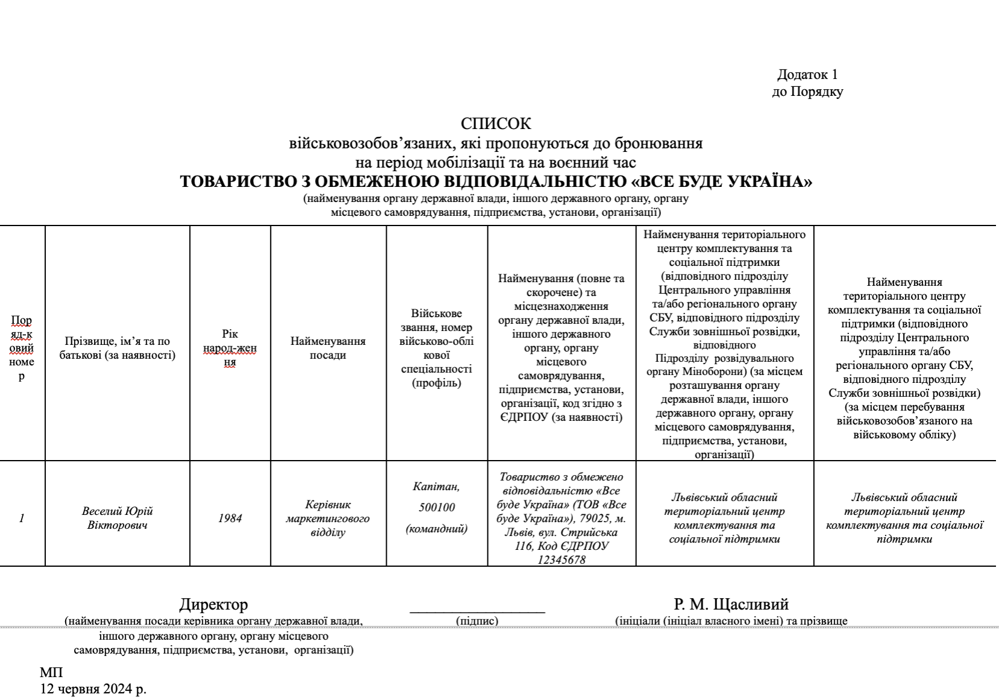 Додаток 1
до Порядку
СПИСОК
військовозобов’язаних, які пропонуються до бронювання
на період мобілізації та на воєнний час
ТОВАРИСТВО З ОБМЕЖЕНОЮ ВІДПОВІДАЛЬНІСТЮ «ВСЕ БУДЕ УКРАЇНА»
(найменування органу державної влади, іншого державного органу, органу
місцевого самоврядування, підприємства, установи, організації)
Пор
яд-к
овий
номе
р
Прізвище, ім’я та по
батькові (за наявності)
Рік
народ-жен
ня
Найменування
посади
Військове
звання, номер
військово-облі
кової
спеціальності
(профіль)
Найменування (повне та
скорочене) та
місцезнаходження
органу державної влади,
іншого державного
органу, органу
місцевого
самоврядування,
підприємства, установи,
організації, код згідно з
ЄДРПОУ (за наявності)
Найменування територіального
центру комплектування та
соціальної підтримки
(відповідного підрозділу
Центрального управління
та/або регіонального органу
СБУ, відповідного підрозділу
Служби зовнішньої розвідки,
відповідного
Підрозділу розвідувального
органу Міноборони) (за місцем
розташування органу
державної влади, іншого
державного органу, органу
місцевого самоврядування,
підприємства, установи,
організації)
Найменування
територіального центру
комплектування та соціальної
підтримки (відповідного
підрозділу Центрального
управління та/або
регіонального органу СБУ,
відповідного підрозділу
Служби зовнішньої розвідки)
(за місцем перебування
військовозобов’язаного на
військовому обліку)
1
Веселий Юрій
Вікторович
1984
Керівник
маркетингового
відділу
Капітан,
500100
(командний)
Товариство з обмежено
відповідальністю «Все
буде Україна» (ТОВ «Все
буде Україна»), 79025, м.
Львів, вул. Стрийська
116, Код ЄДРПОУ
12345678
Львівський обласний
територіальний центр
комплектування та
соціальної підтримки
Львівський обласний
територіальний центр
комплектування та соціальної
підтримки
Директор
(найменування посади керівника органу державної влади,
іншого державного органу, органу місцевого
самоврядування, підприємства, установи, організації)
(підпис)
Р. М. Щасливий
(ініціали (ініціал власного імені) та прізвище
МП
12 червня 2024 р.